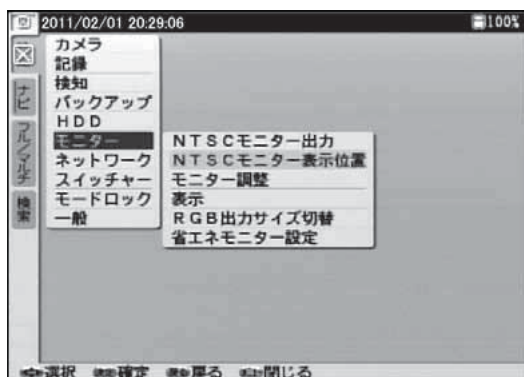 2011/02/01 20:29:06
100%
ナビ
フル/マルチ
検索
カメラ
記録
検知
バックアップ
HDD
モニター
ネットワーク
スイッチャー
モードロック
一般
NTSCモニター出力
NTSCモニター表示位置
モニター調整
表示
RGB出力サイズ切替
省エネモニター設定
選択 確定 戻る 閉じる